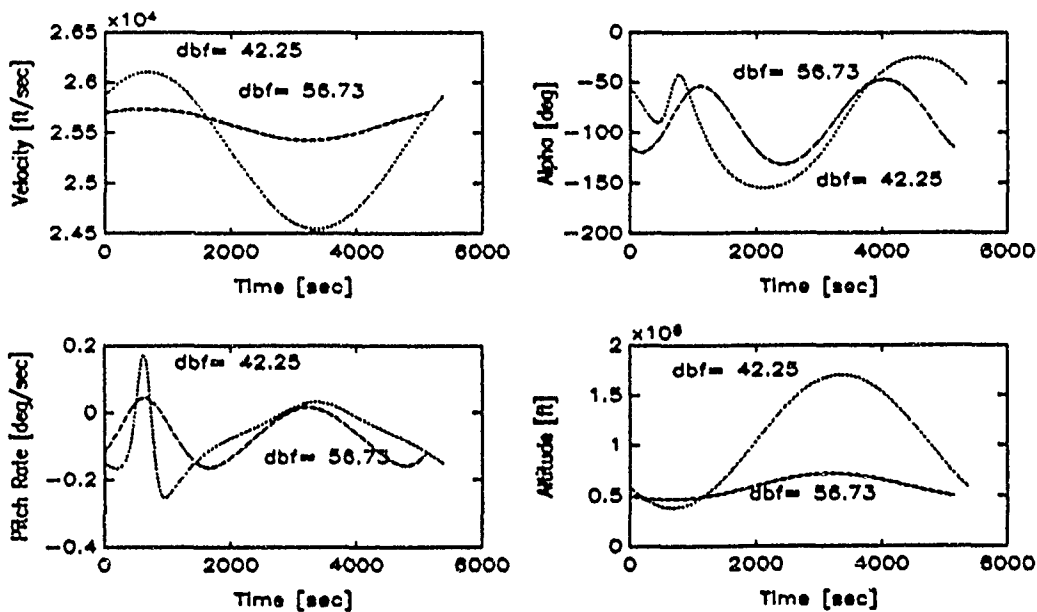 ×10⁴
2.65
2.6
2.55
2.5
2.45
Velocity [ft/sec]
dbf= 42.25
dbf= 56.73
0 2000 4000 6000
Time [sec]
0
-50
-100
-150
-200
Alpha [deg]
dbf= 56.73
dbf= 42.25
0 2000 4000 6000
Time [sec]
0.2
0
-0.2
-0.4
Pitch Rate [deg/sec]
dbf= 42.25
dbf= 56.73
0 2000 4000 6000
Time [sec]
×10⁶
2
1.5
1
0.5
0
Altitude [ft]
dbf= 42.25
dbf= 56.73
0 2000 4000 6000
Time [sec]